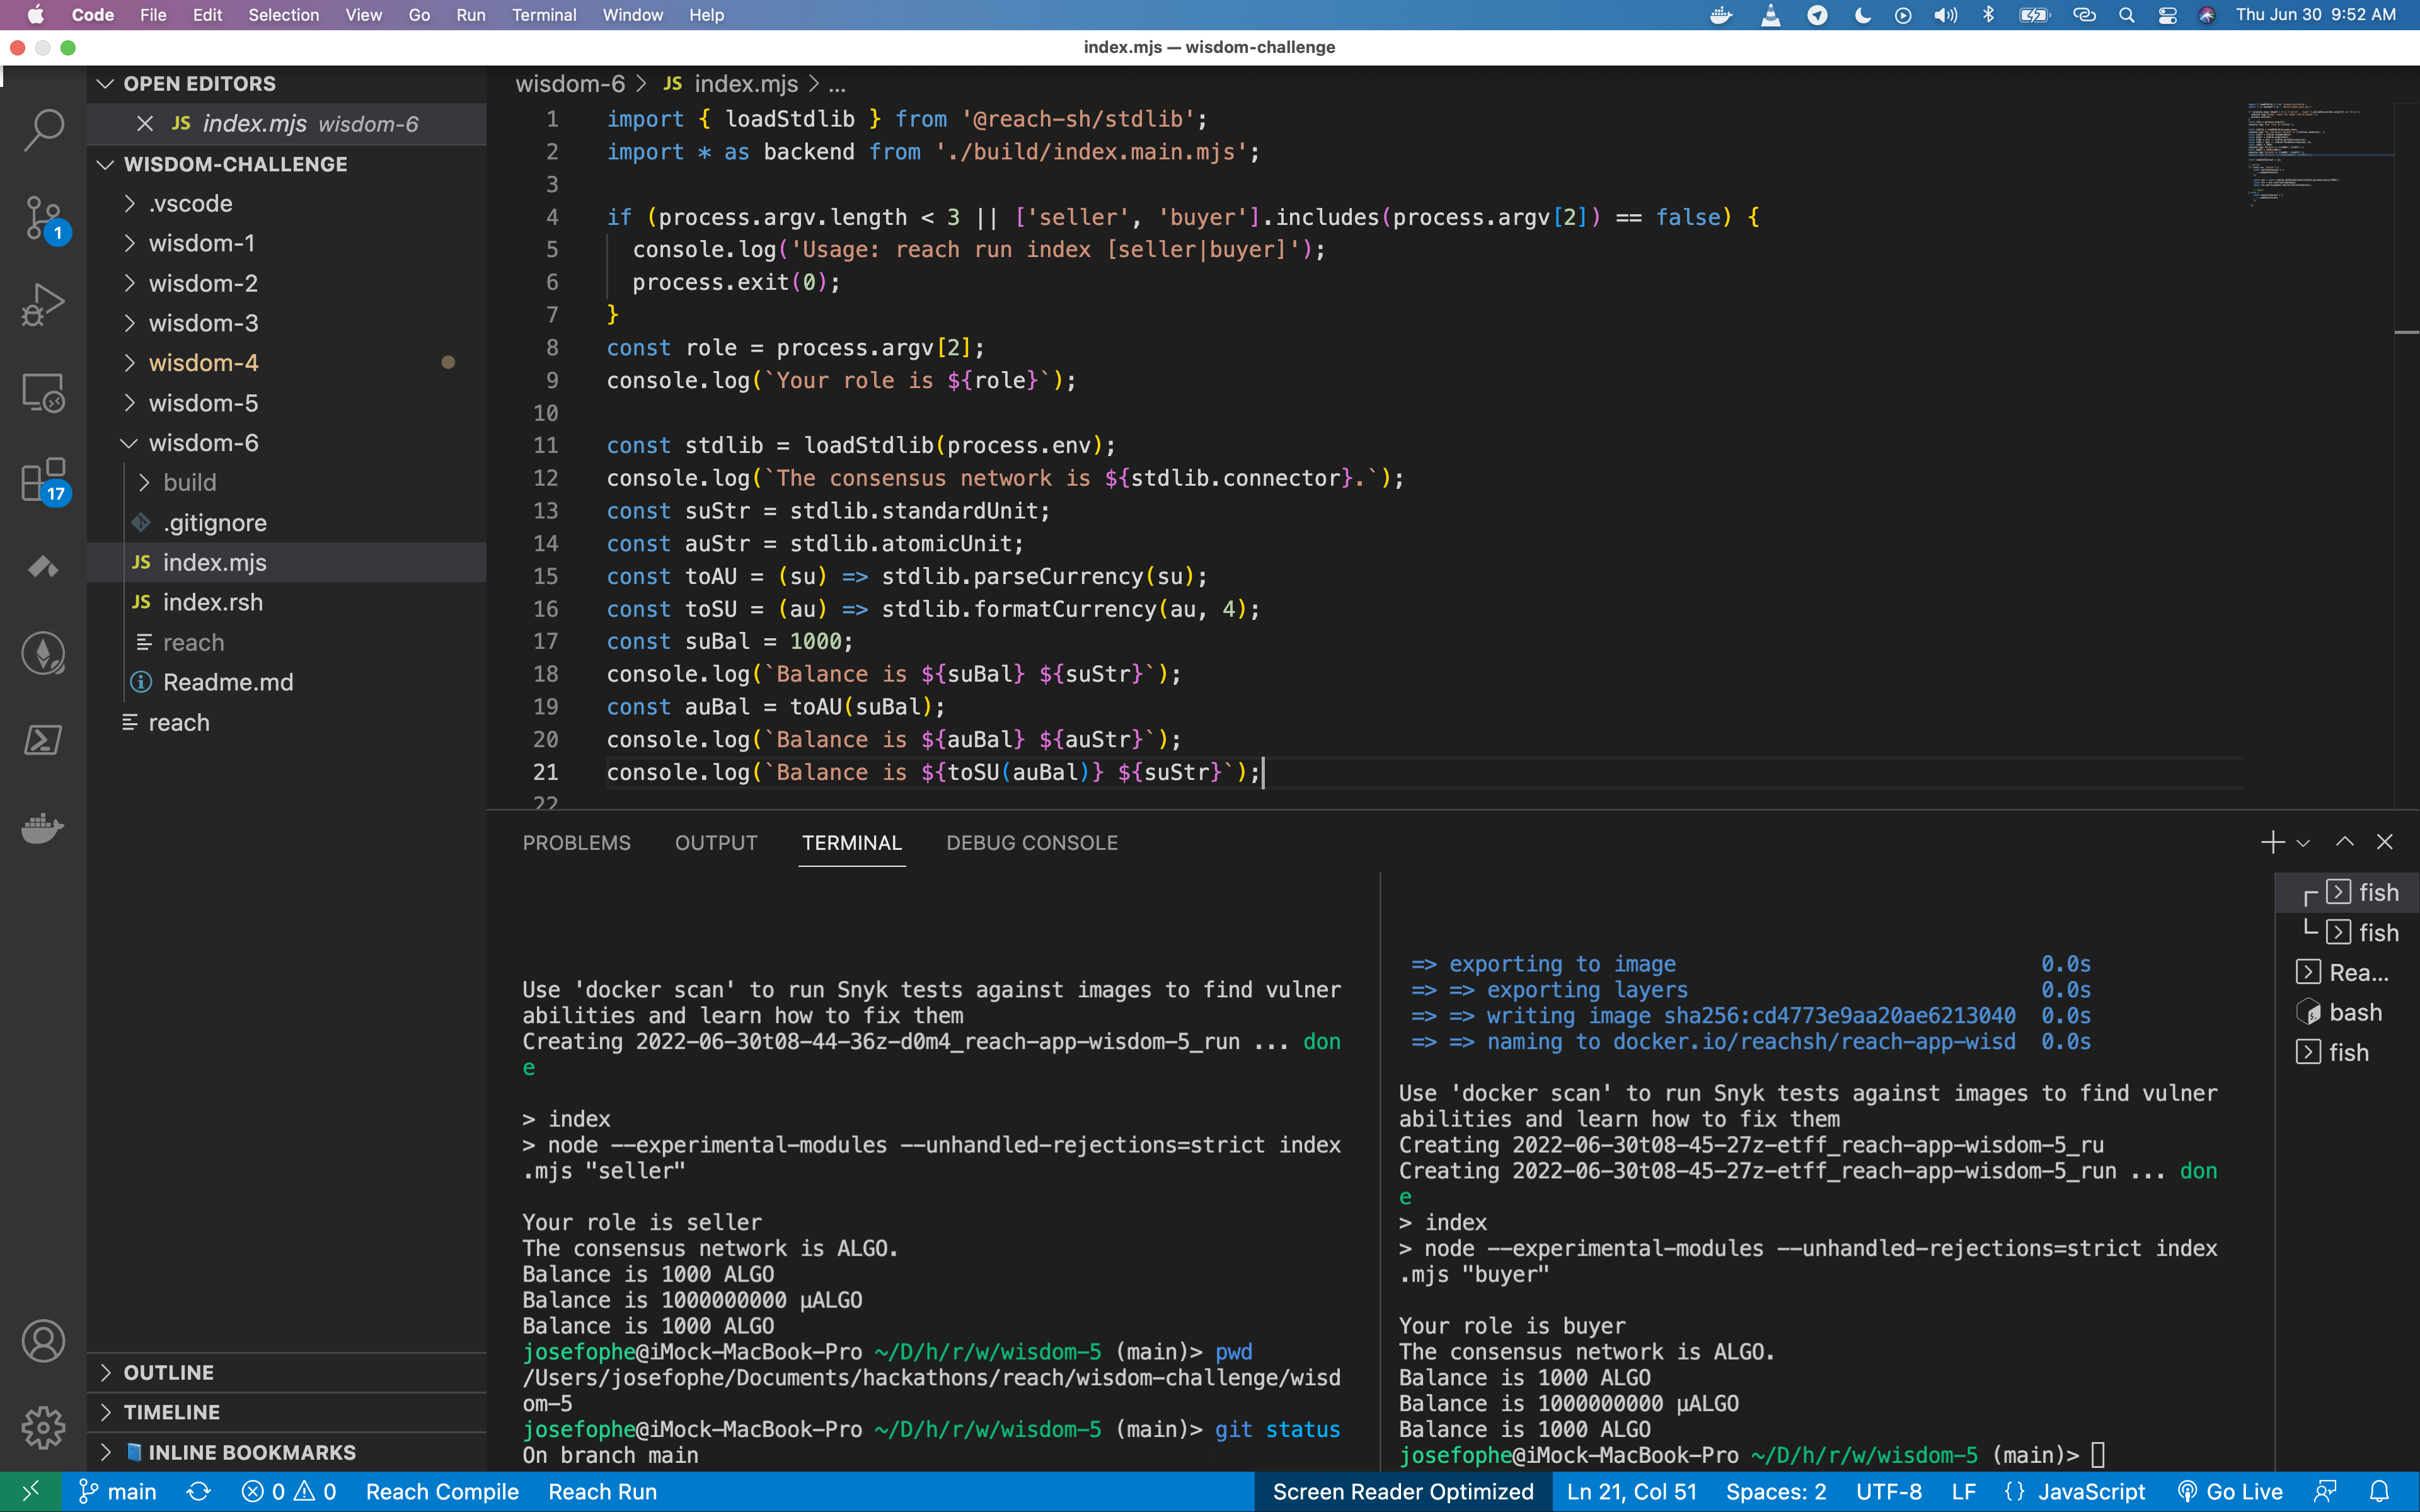 Code File Edit Selection View Go Run Terminal Window Help Thu Jun 30 9:52 AM
index.mjs — wisdom-challenge
OPEN EDITORS
JS index.mjs wisdom-6
WISDOM-CHALLENGE
.vscode
wisdom-1
wisdom-2
wisdom-3
wisdom-4
wisdom-5
wisdom-6
build
.gitignore
JS index.mjs
JS index.rsh
reach
Readme.md
reach
OUTLINE
TIMELINE
INLINE BOOKMARKS
1
17
wisdom-6 > JS index.mjs > ...
1 import { loadStdlib } from '@reach-sh/stdlib';
2 import * as backend from './build/index.main.mjs';
3
4 if (process.argv.length < 3 || ['seller', 'buyer'].includes(process.argv[2]) == false) {
5 console.log('Usage: reach run index [seller|buyer]');
6 process.exit(0);
7 }
8 const role = process.argv[2];
9 console.log(`Your role is ${role}`);
10
11 const stdlib = loadStdlib(process.env);
12 console.log(`The consensus network is ${stdlib.connector}.`);
13 const suStr = stdlib.standardUnit;
14 const auStr = stdlib.atomicUnit;
15 const toAU = (su) => stdlib.parseCurrency(su);
16 const toSU = (au) => stdlib.formatCurrency(au, 4);
17 const suBal = 1000;
18 console.log(`Balance is ${suBal} ${suStr}`);
19 const auBal = toAU(suBal);
20 console.log(`Balance is ${auBal} ${auStr}`);
21 console.log(`Balance is ${toSU(auBal)} ${suStr}`);
22
PROBLEMS OUTPUT TERMINAL DEBUG CONSOLE
Use 'docker scan' to run Snyk tests against images to find vulner
abilities and learn how to fix them
Creating 2022-06-30t08-44-36z-d0m4_reach-app-wisdom-5_run ... don
e
> index
> node --experimental-modules --unhandled-rejections=strict index
.mjs "seller"
Your role is seller
The consensus network is ALGO.
Balance is 1000 ALGO
Balance is 1000000000 μALGO
Balance is 1000 ALGO
josefophe@iMock-MacBook-Pro ~/D/h/r/w/wisdom-5 (main)> pwd
/Users/josefophe/Documents/hackathons/reach/wisdom-challenge/wisd
om-5
josefophe@iMock-MacBook-Pro ~/D/h/r/w/wisdom-5 (main)> git status
On branch main
=> exporting to image 0.0s
=> => exporting layers 0.0s
=> => writing image sha256:cd4773e9aa20ae6213040 0.0s
=> => naming to docker.io/reachsh/reach-app-wisd 0.0s
Use 'docker scan' to run Snyk tests against images to find vulner
abilities and learn how to fix them
Creating 2022-06-30t08-45-27z-etff_reach-app-wisdom-5_ru
Creating 2022-06-30t08-45-27z-etff_reach-app-wisdom-5_run ... don
e
> index
> node --experimental-modules --unhandled-rejections=strict index
.mjs "buyer"
Your role is buyer
The consensus network is ALGO.
Balance is 1000 ALGO
Balance is 1000000000 μALGO
Balance is 1000 ALGO
josefophe@iMock-MacBook-Pro ~/D/h/r/w/wisdom-5 (main)>
fish
fish
Rea...
bash
fish
main 0 0 Reach Compile Reach Run Screen Reader Optimized Ln 21, Col 51 Spaces: 2 UTF-8 LF {} JavaScript Go Live